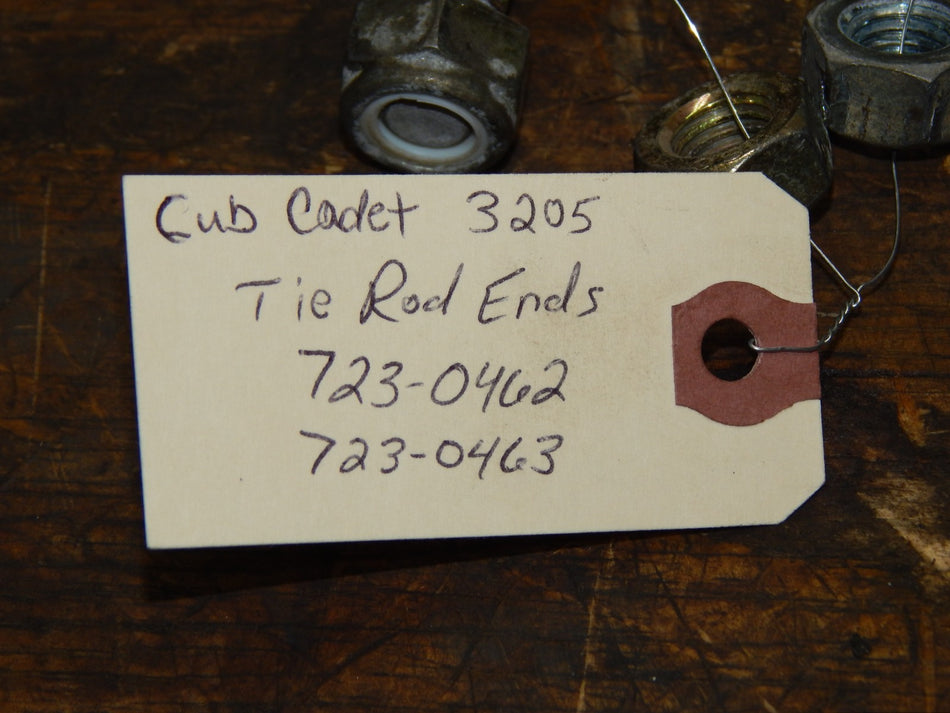 Cub Cadet 3205
Tie Rod Ends
723-0462
723-0463